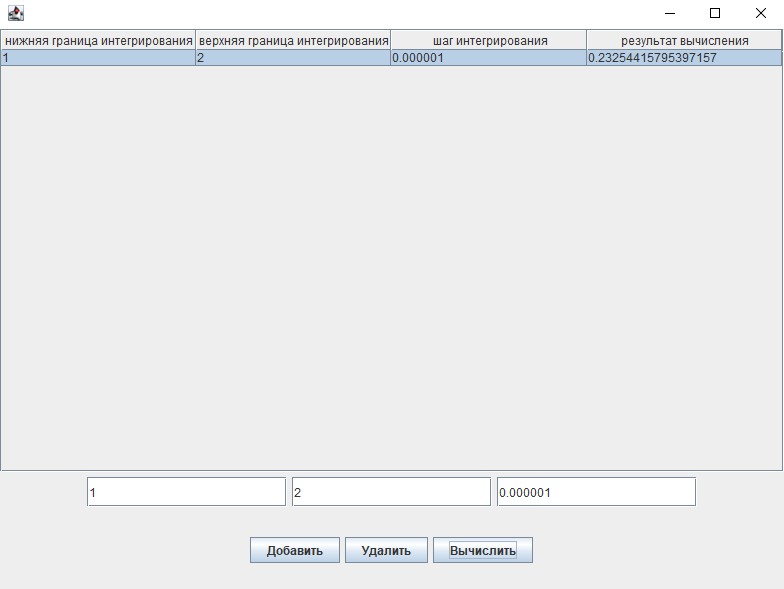 нижняя граница интегрирования верхняя граница интегрирования шаг интегрирования результат вычисления
1 2 0.000001 0.23254415795397157
1 2 0.000001
Добавить Удалить Вычислить